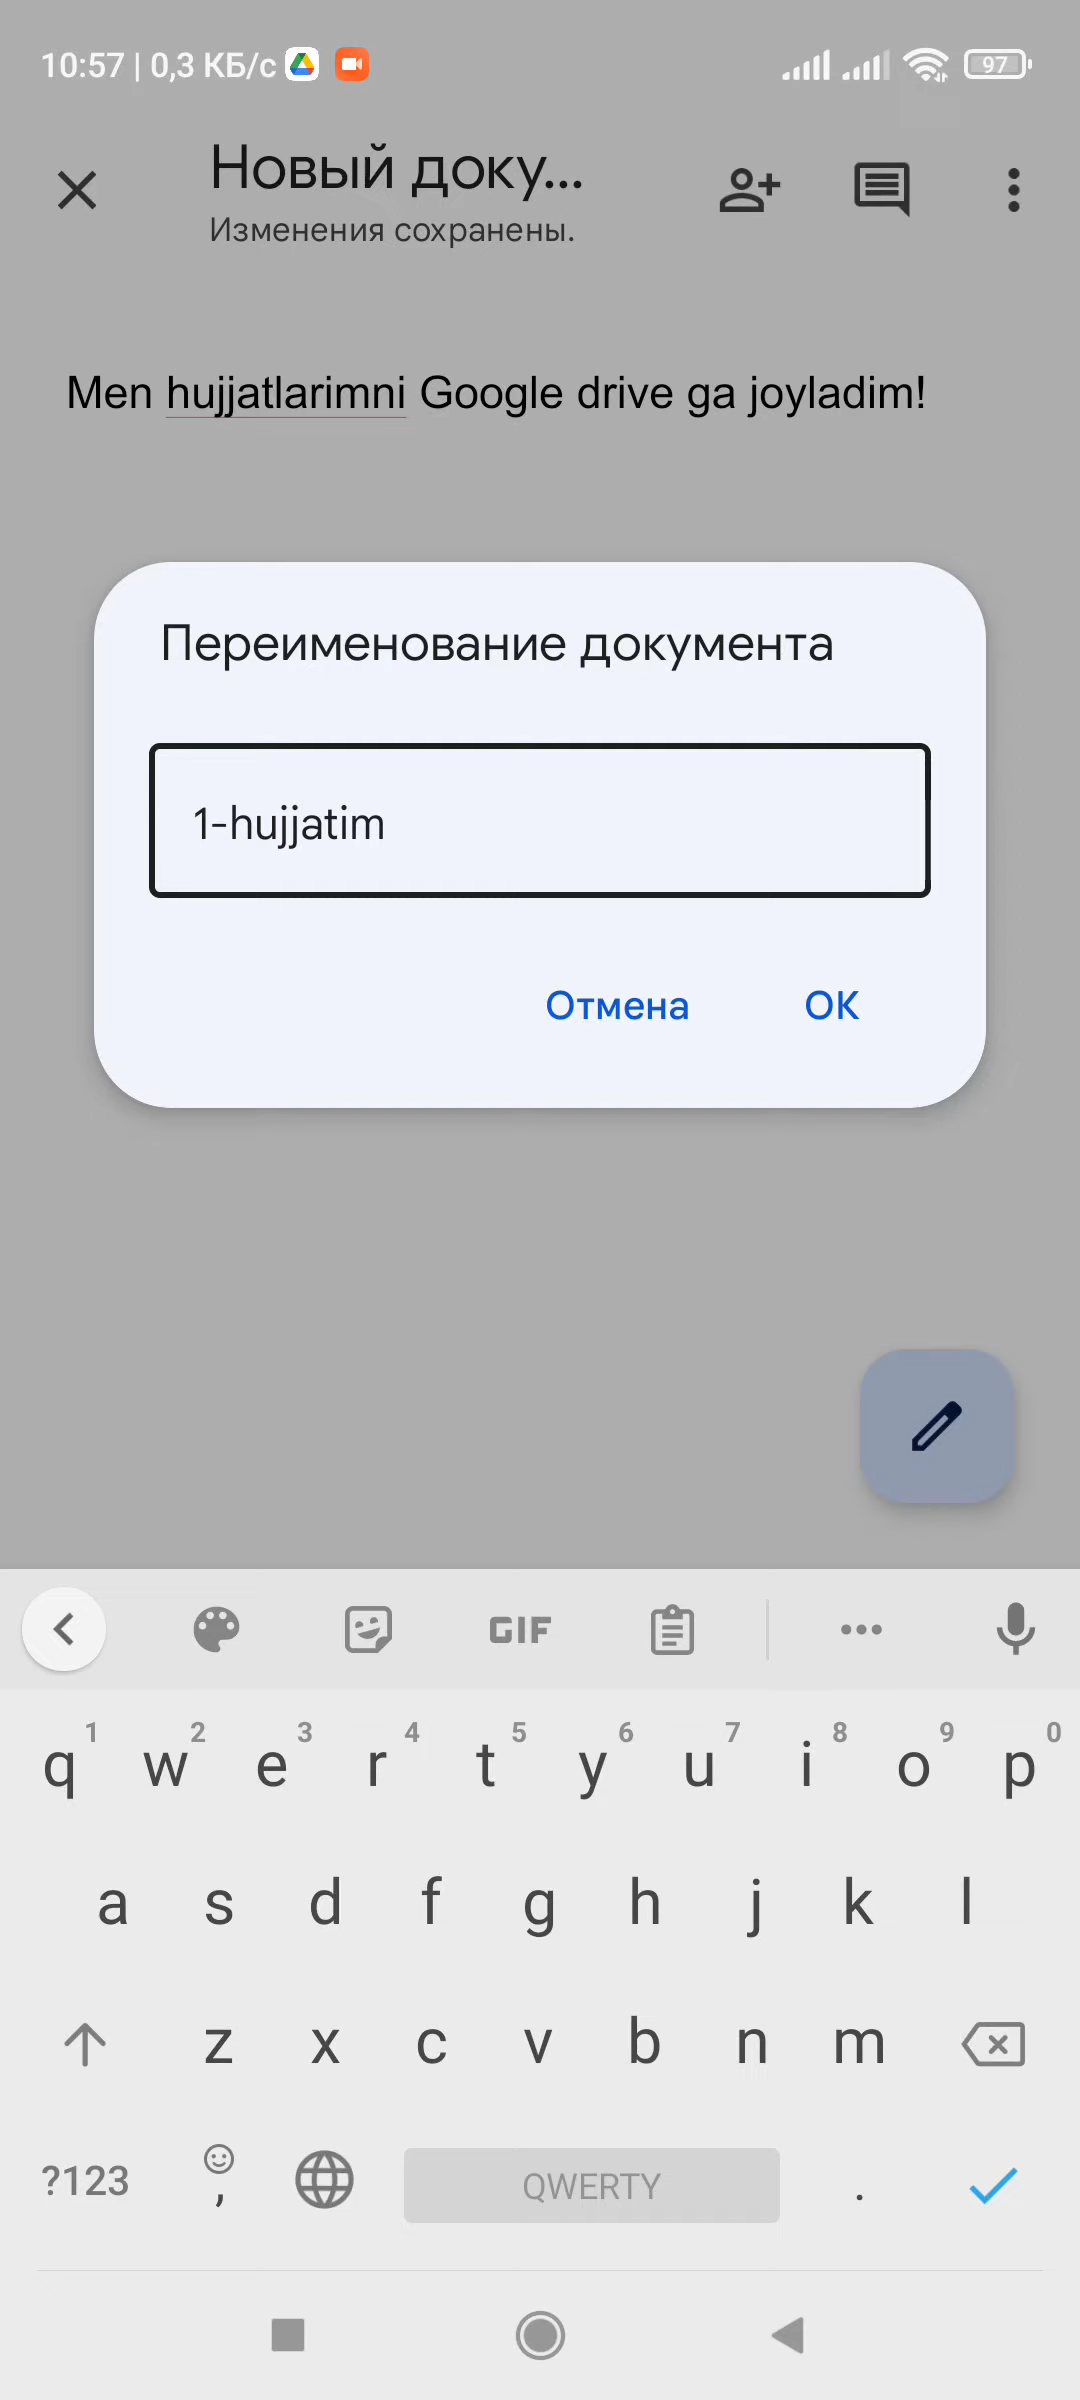 10:57 | 0,3 КБ/с 97
Новый доку...
Изменения сохранены.
Men hujjatlarimni Google drive ga joyladim!
Переименование документа
1-hujjatim
Отмена ОК
GIF
1 2 3 4 5 6 7 8 9 0
q w e r t y u i o p
a s d f g h j k l
z x c v b n m
?123 , QWERTY .